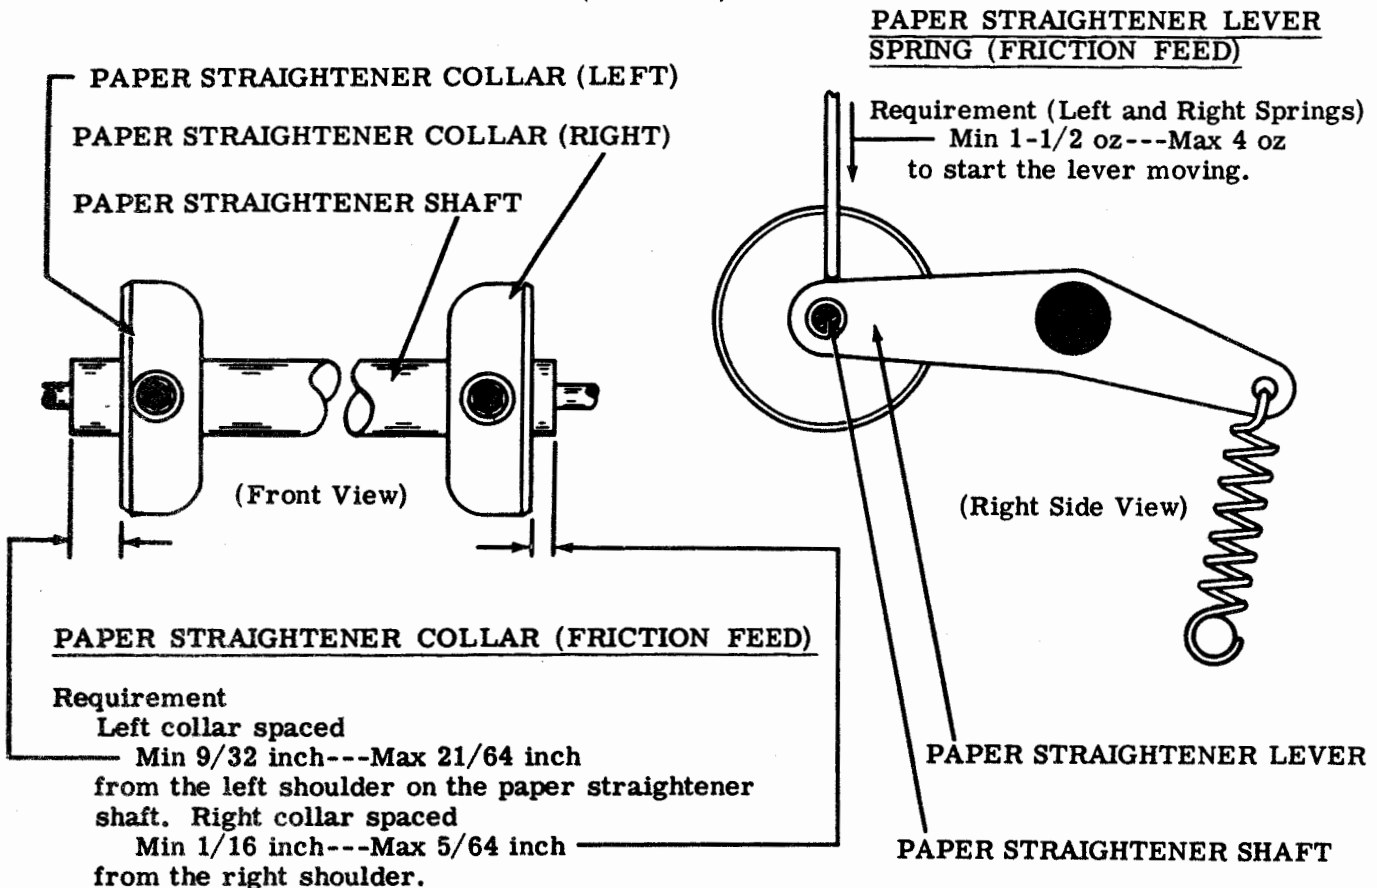 PAPER STRAIGHTENER LEVER
SPRING (FRICTION FEED)
Requirement (Left and Right Springs)
Min 1-1/2 oz---Max 4 oz
to start the lever moving.
PAPER STRAIGHTENER COLLAR (LEFT)
PAPER STRAIGHTENER COLLAR (RIGHT)
PAPER STRAIGHTENER SHAFT
(Front View)
(Right Side View)
PAPER STRAIGHTENER COLLAR (FRICTION FEED)
Requirement
Left collar spaced
Min 9/32 inch---Max 21/64 inch
from the left shoulder on the paper straightener
shaft. Right collar spaced
Min 1/16 inch---Max 5/64 inch
from the right shoulder.
PAPER STRAIGHTENER LEVER
PAPER STRAIGHTENER SHAFT